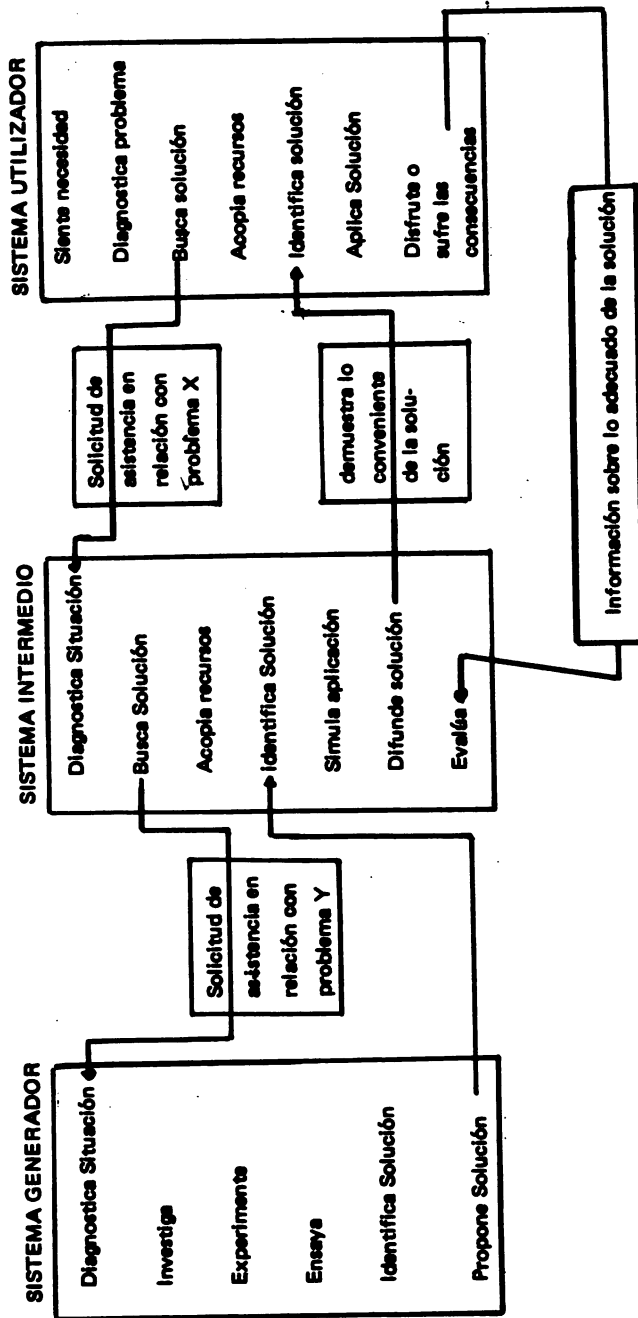 SISTEMA GENERADOR
Diagnostica Situación
Investiga
Experimenta
Ensaya
Identifica Solución
Propone Solución
Solicitud de
asistencia en
relación con
problema Y
SISTEMA INTERMEDIO
Diagnostica Situación
Busca Solución
Acopia recursos
Identifica Solución
Simula aplicación
Difunde solución
Evalúa
Solicitud de
asistencia en
relación con
problema X
demuestra lo
conveniente
de la solu-
ción
SISTEMA UTILIZADOR
Siente necesidad
Diagnostica problema
Busca solución
Acopia recursos
Identifica solución
Aplica Solución
Disfruta o
sufre las
consecuencias
Información sobre lo adecuado de la solución